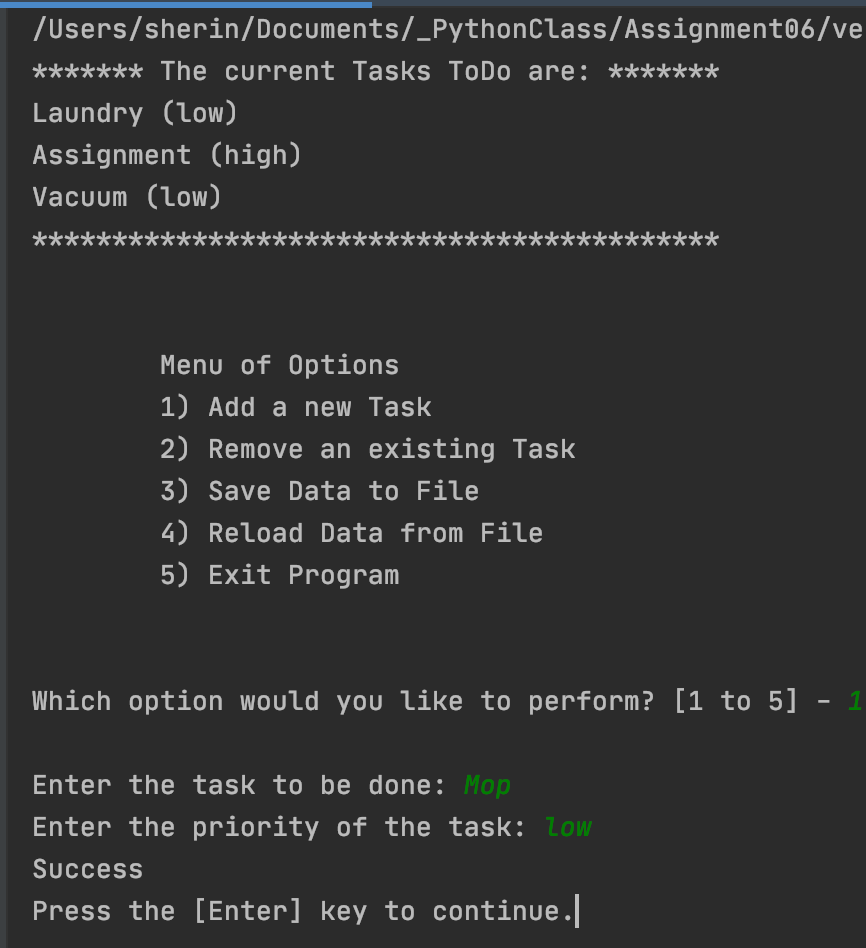 /Users/sherin/Documents/_PythonClass/Assignment06/ve
******* The current Tasks ToDo are: *******
Laundry (low)
Assignment (high)
Vacuum (low)
*******************************************
Menu of Options
1) Add a new Task
2) Remove an existing Task
3) Save Data to File
4) Reload Data from File
5) Exit Program
Which option would you like to perform? [1 to 5] - 1
Enter the task to be done: Mop
Enter the priority of the task: low
Success
Press the [Enter] key to continue.